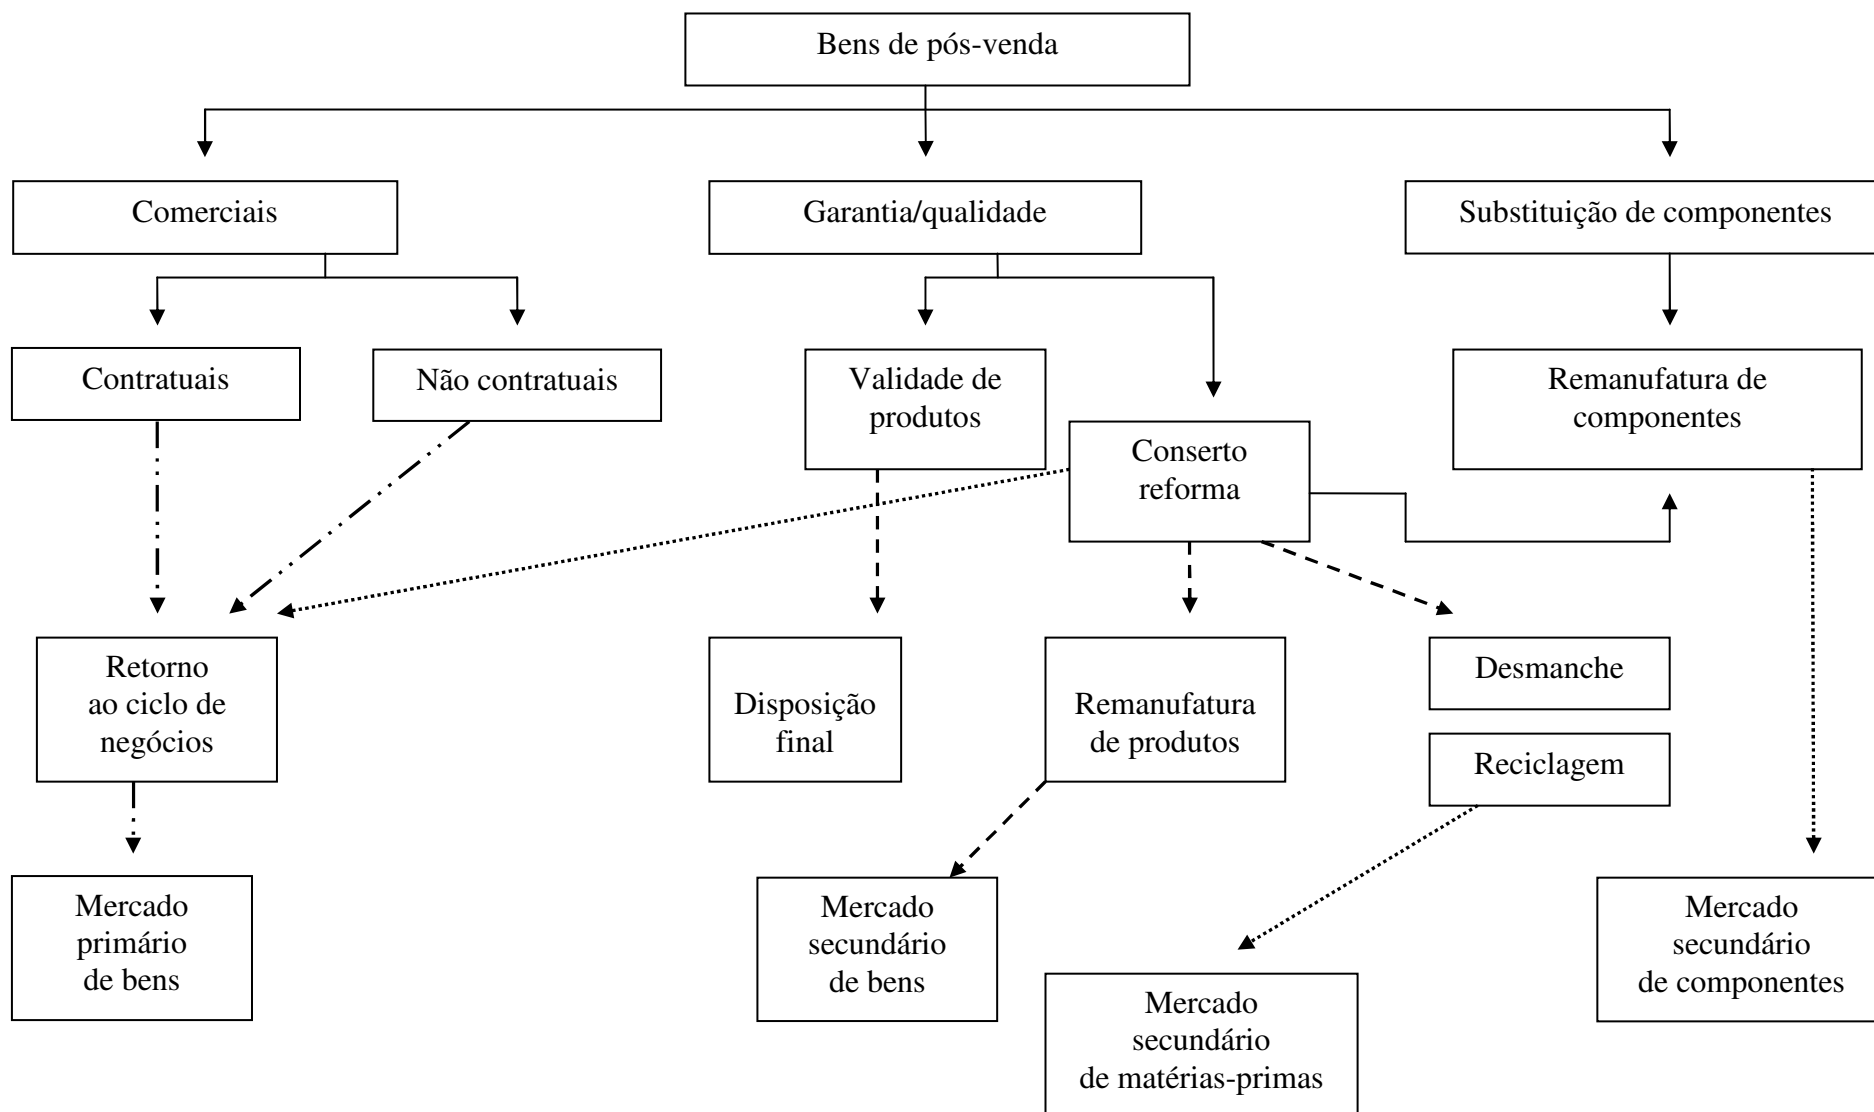 Bens de pós-venda
Comerciais
Garantia/qualidade
Substituição de componentes
Contratuais
Não contratuais
Validade de
produtos
Conserto
reforma
Remanufatura de
componentes
Retorno
ao ciclo de
negócios
Disposição
final
Remanufatura
de produtos
Desmanche
Reciclagem
Mercado
primário
de bens
Mercado
secundário
de bens
Mercado
secundário
de matérias-primas
Mercado
secundário
de componentes